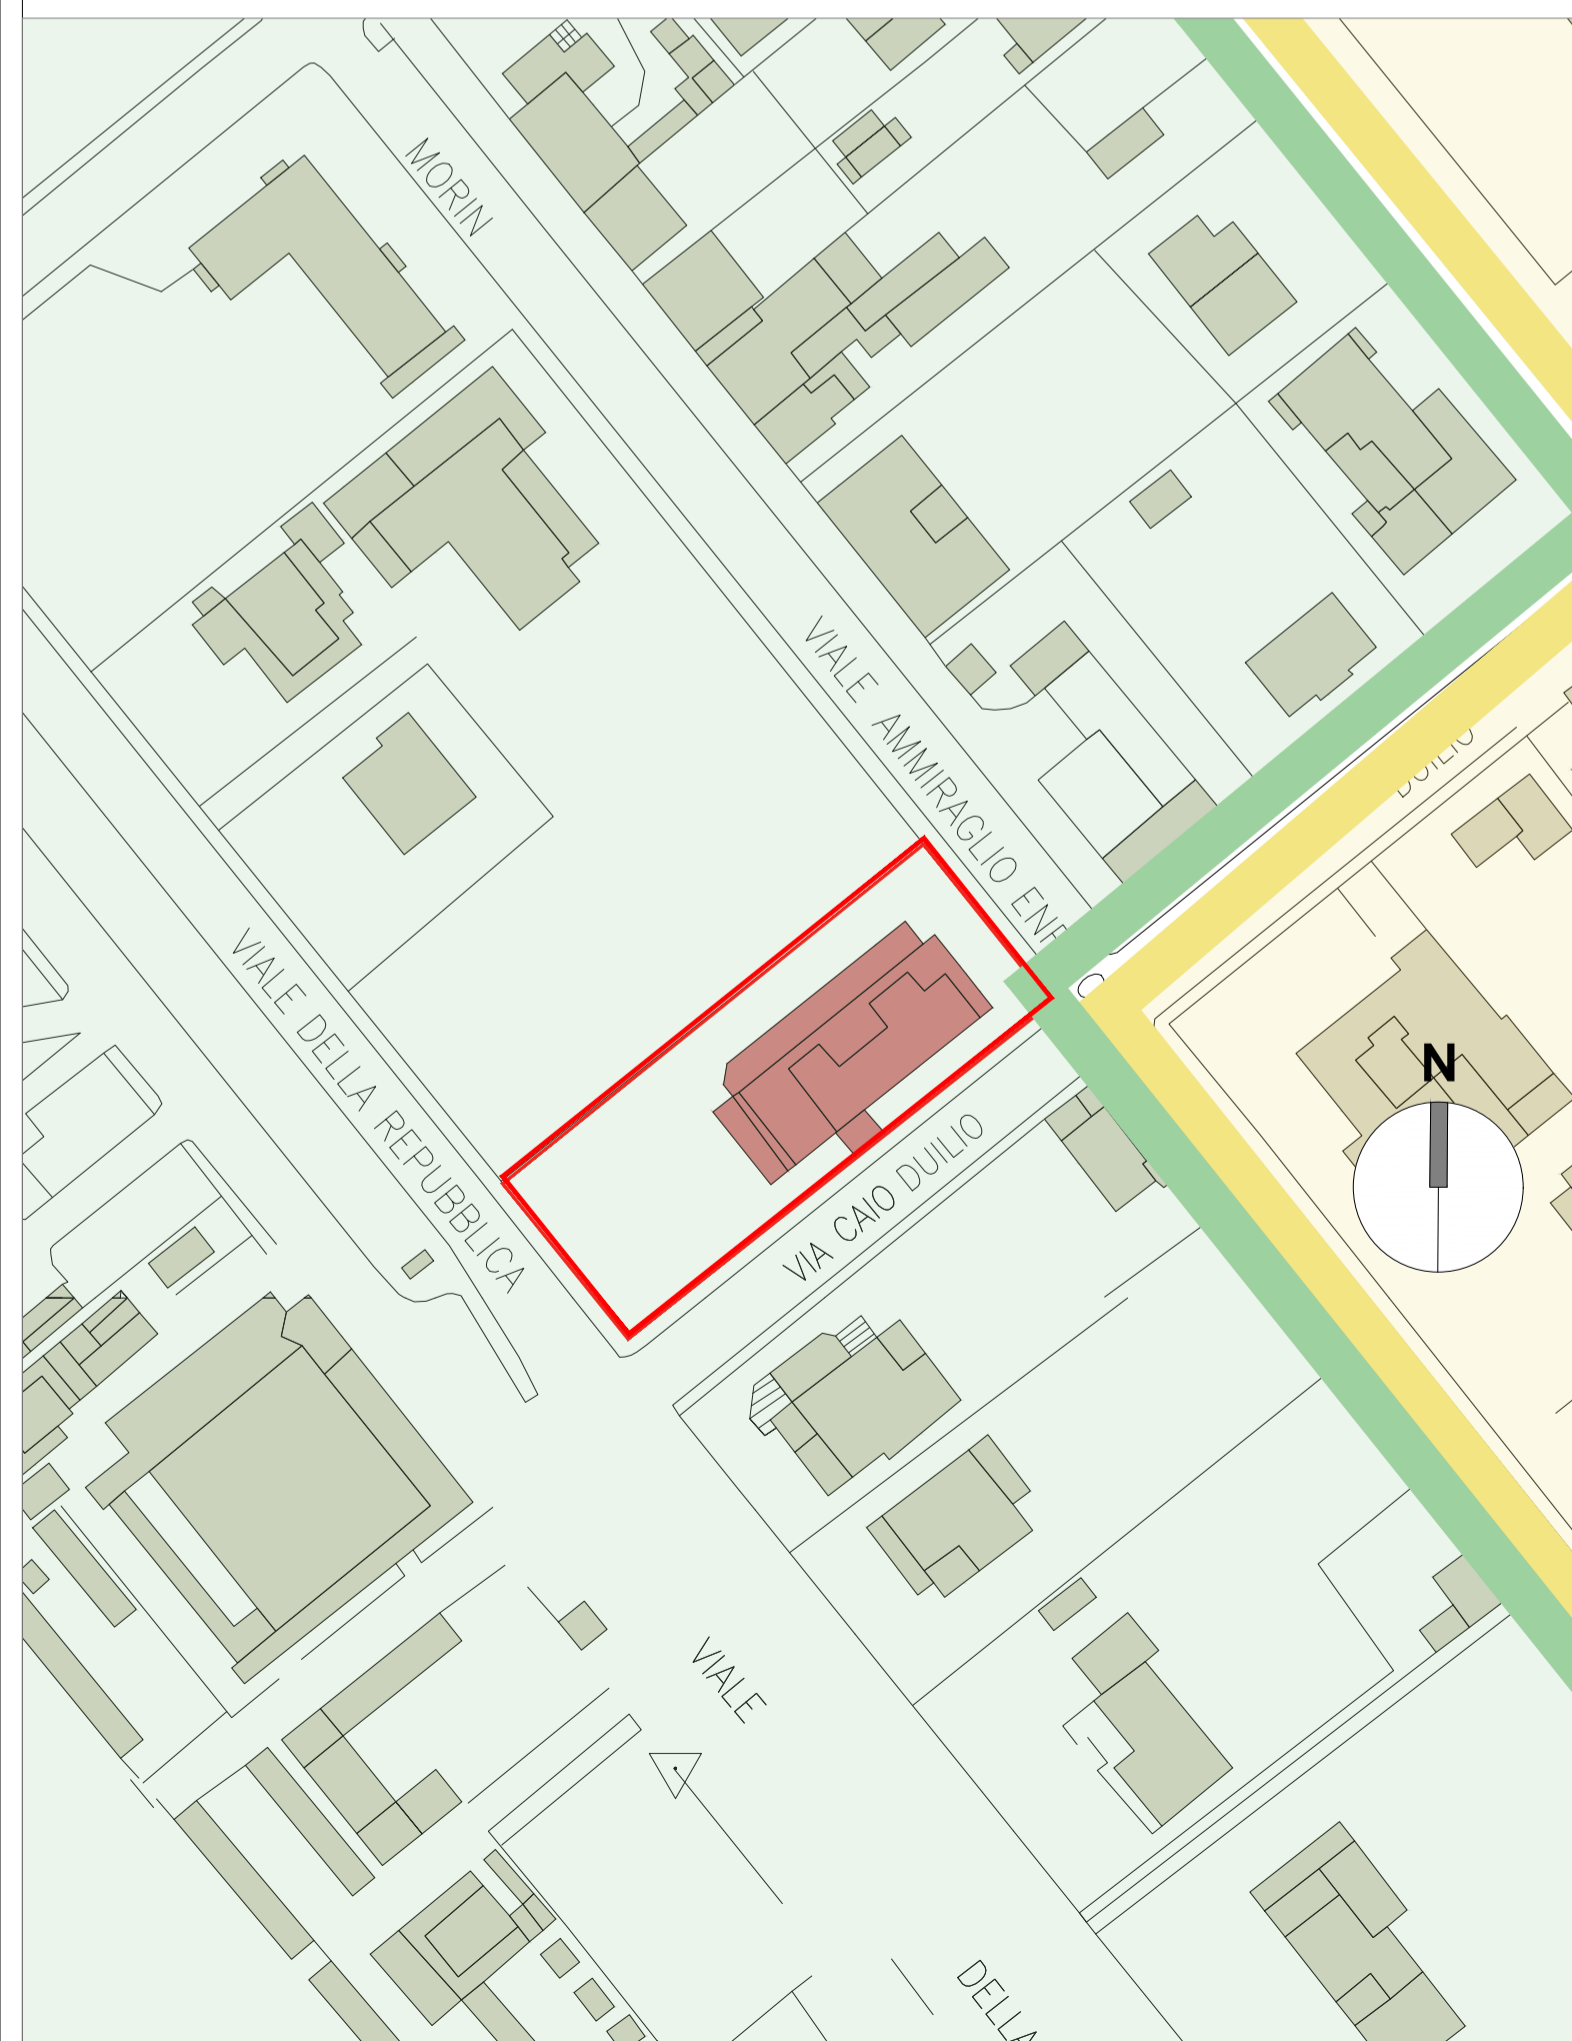 MORIN
VIALE AMMIRAGLIO ENR
DUILIO
VIALE DELLA REPUBBLICA
N
VIA CAIO DUILIO
VIALE
DELLA